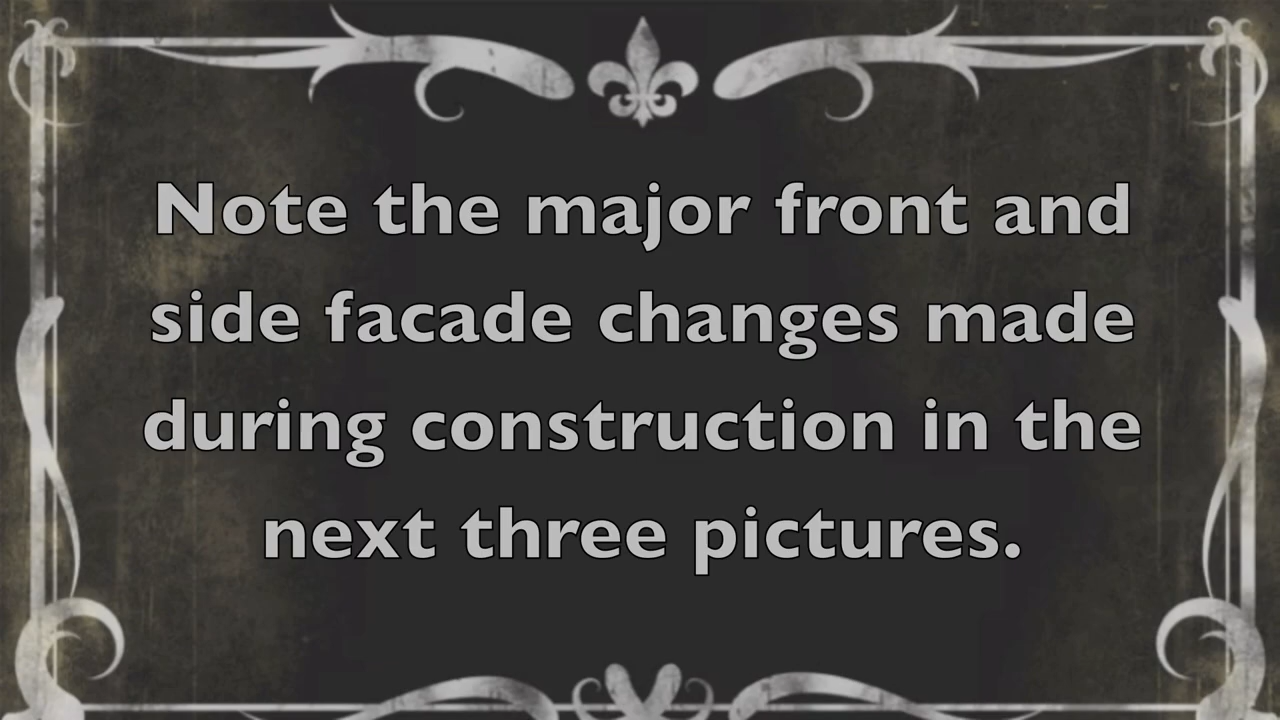 Note the major front and
side facade changes made
during construction in the
next three pictures.